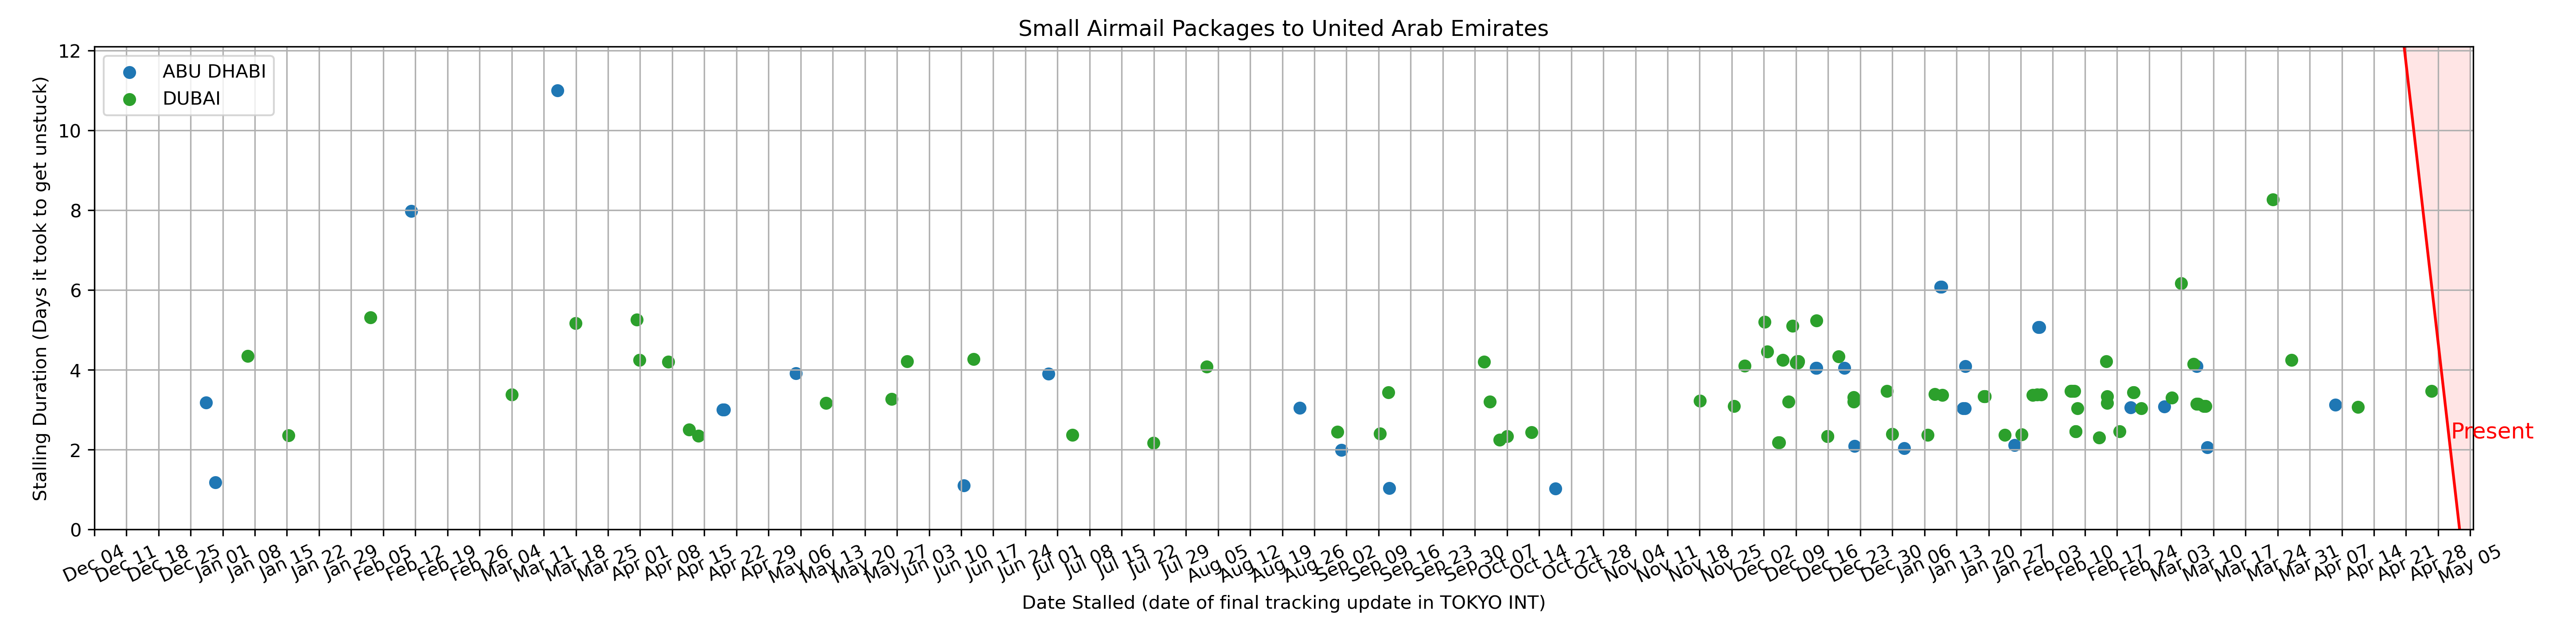 Small Airmail Packages to United Arab Emirates
Stalling Duration (Days it took to get unstuck)
12
10
8
6
4
2
0
ABU DHABI
DUBAI
Present
Dec 04
Dec 11
Dec 18
Dec 25
Jan 01
Jan 08
Jan 15
Jan 22
Jan 29
Feb 05
Feb 12
Feb 19
Feb 26
Mar 04
Mar 11
Mar 18
Mar 25
Apr 01
Apr 08
Apr 15
Apr 22
Apr 29
May 06
May 13
May 20
May 27
Jun 03
Jun 10
Jun 17
Jun 24
Jul 01
Jul 08
Jul 15
Jul 22
Jul 29
Aug 05
Aug 12
Aug 19
Aug 26
Sep 02
Sep 09
Sep 16
Sep 23
Sep 30
Oct 07
Oct 14
Oct 21
Oct 28
Nov 04
Nov 11
Nov 18
Nov 25
Dec 02
Dec 09
Dec 16
Dec 23
Dec 30
Jan 06
Jan 13
Jan 20
Jan 27
Feb 03
Feb 10
Feb 17
Feb 24
Mar 03
Mar 10
Mar 17
Mar 24
Mar 31
Apr 07
Apr 14
Apr 21
Apr 28
May 05
Date Stalled (date of final tracking update in TOKYO INT)